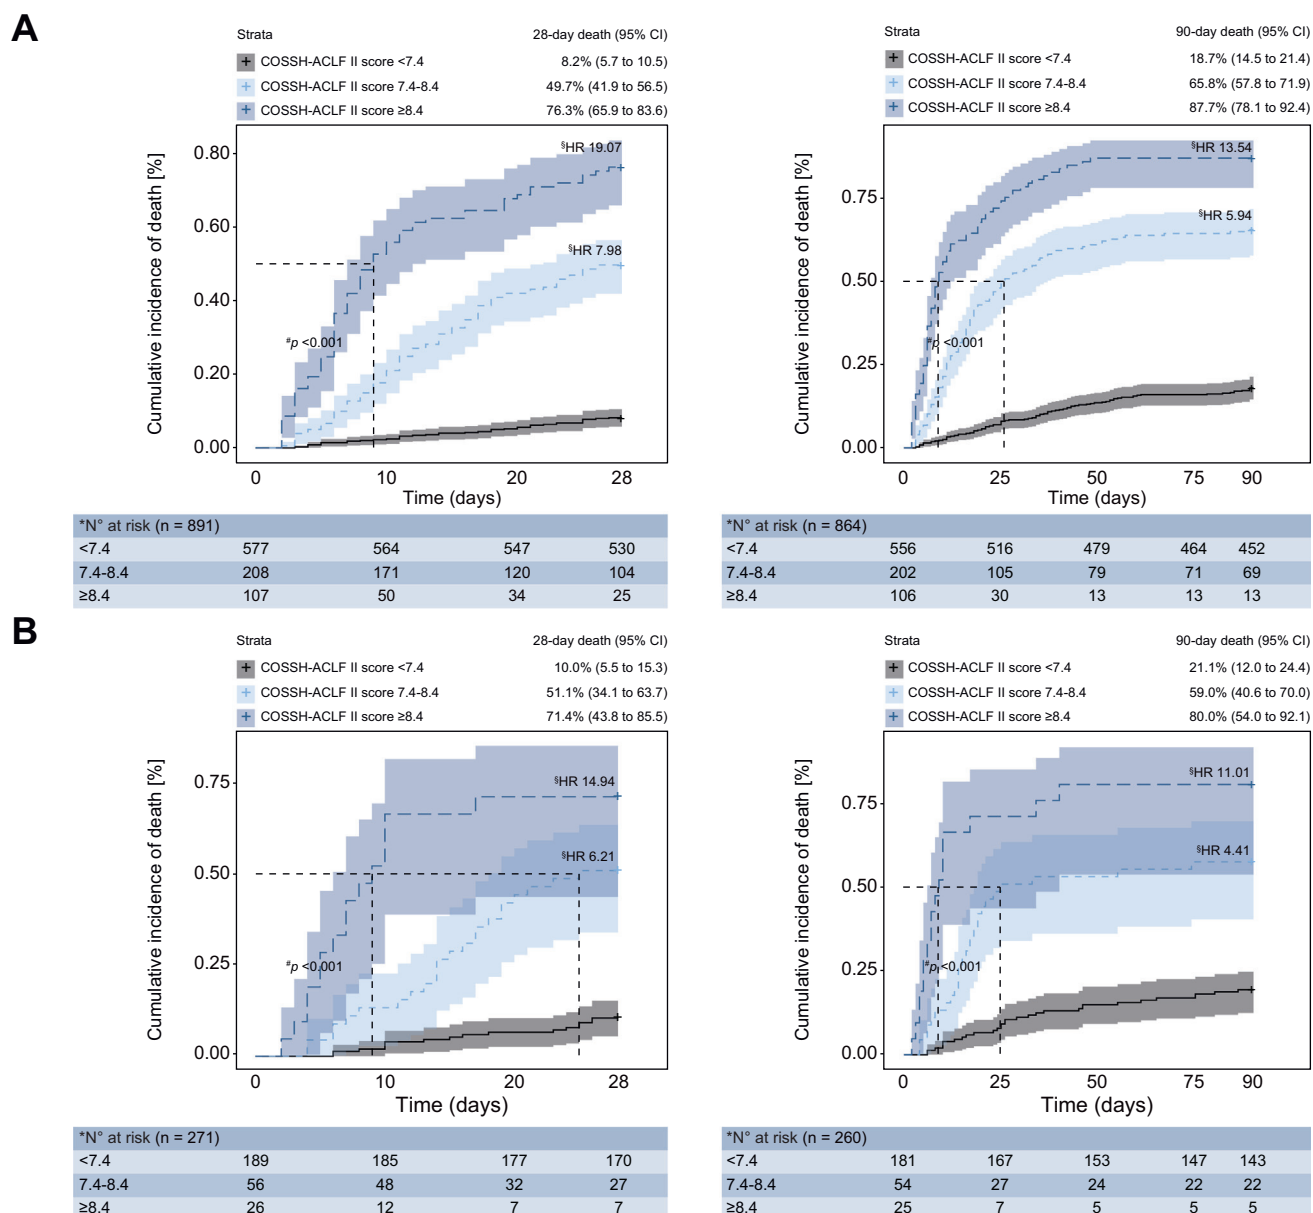 A
Strata 28-day death (95% CI)
COSSH-ACLF II score <7.4 8.2% (5.7 to 10.5)
COSSH-ACLF II score 7.4-8.4 49.7% (41.9 to 56.5)
COSSH-ACLF II score ≥8.4 76.3% (65.9 to 83.6)
Cumulative incidence of death [%]
0.80
0.60
0.40
0.20
0.00
§HR 19.07
§HR 7.98
#p <0.001
0 10 20 28
Time (days)
*N° at risk (n = 891)
<7.4 577 564 547 530
7.4-8.4 208 171 120 104
≥8.4 107 50 34 25
Strata 90-day death (95% CI)
COSSH-ACLF II score <7.4 18.7% (14.5 to 21.4)
COSSH-ACLF II score 7.4-8.4 65.8% (57.8 to 71.9)
COSSH-ACLF II score ≥8.4 87.7% (78.1 to 92.4)
Cumulative incidence of death [%]
0.75
0.50
0.25
0.00
§HR 13.54
§HR 5.94
#p <0.001
0 25 50 75 90
Time (days)
*N° at risk (n = 864)
<7.4 556 516 479 464 452
7.4-8.4 202 105 79 71 69
≥8.4 106 30 13 13 13
B
Strata 28-day death (95% CI)
COSSH-ACLF II score <7.4 10.0% (5.5 to 15.3)
COSSH-ACLF II score 7.4-8.4 51.1% (34.1 to 63.7)
COSSH-ACLF II score ≥8.4 71.4% (43.8 to 85.5)
Cumulative incidence of death [%]
0.75
0.50
0.25
0.00
§HR 14.94
§HR 6.21
#p <0.001
0 10 20 28
Time (days)
*N° at risk (n = 271)
<7.4 189 185 177 170
7.4-8.4 56 48 32 27
≥8.4 26 12 7 7
Strata 90-day death (95% CI)
COSSH-ACLF II score <7.4 21.1% (12.0 to 24.4)
COSSH-ACLF II score 7.4-8.4 59.0% (40.6 to 70.0)
COSSH-ACLF II score ≥8.4 80.0% (54.0 to 92.1)
Cumulative incidence of death [%]
0.75
0.50
0.25
0.00
§HR 11.01
§HR 4.41
#p <0.001
0 25 50 75 90
Time (days)
*N° at risk (n = 260)
<7.4 181 167 153 147 143
7.4-8.4 54 27 24 22 22
≥8.4 25 7 5 5 5